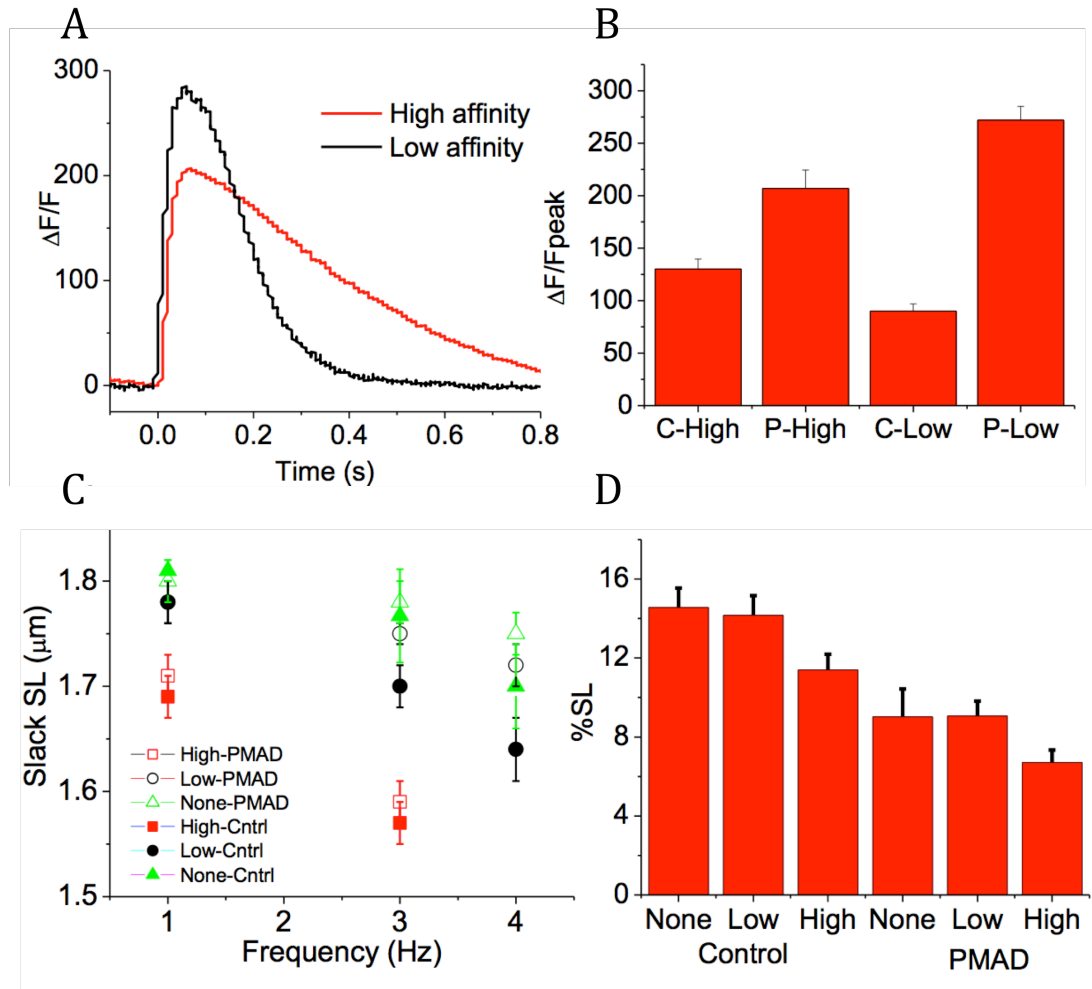 A
300
200
100
0
ΔF/F
High affinity
Low affinity
0.0 0.2 0.4 0.6 0.8
Time (s)
B
300
250
200
150
100
50
0
ΔF/Fpeak
C-High P-High C-Low P-Low
C
1.8
1.7
1.6
1.5
Slack SL (μm)
High-PMAD
Low-PMAD
None-PMAD
High-Cntrl
Low-Cntrl
None-Cntrl
1 2 3 4
Frequency (Hz)
D
16
12
8
4
0
%SL
None Low High None Low High
Control PMAD